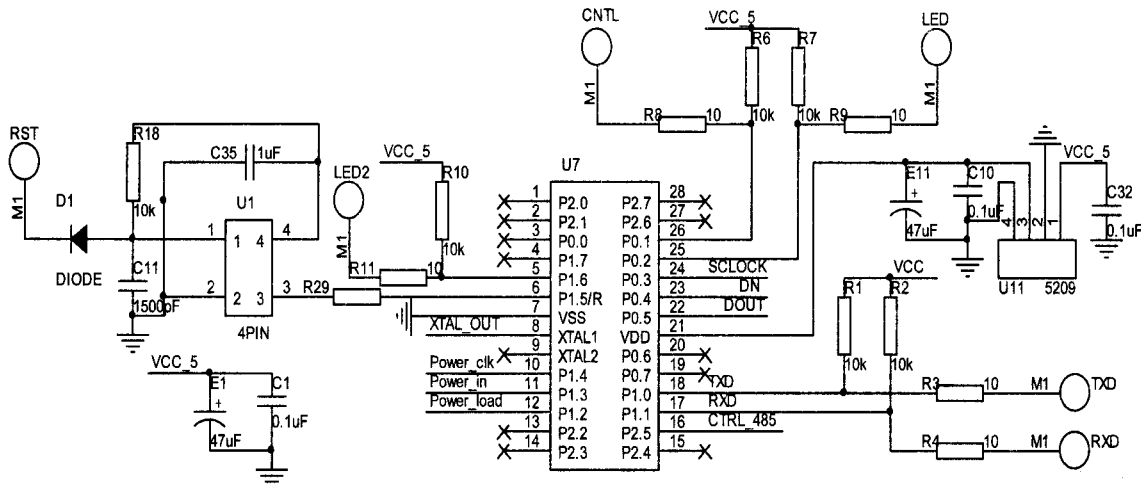 CNTL
VCC_5
LED
R6
R7
M1
R8
10
10k
10k
R9
10
M1
RST
R18
C35
1uF
VCC_5
R10
LED2
U7
VCC_5
E11
C10
C32
M1
D1
10k
U1
0.1uF
47uF
0.1uF
4
3
2
1
U11
5209
1
1
4
4
DIODE
C11
1500pF
2
2
3
3
R29
4PIN
M1
R11
10
10k
XTAL_OUT
Power_clk
Power_in
Power_load
1 P2.0 P2.7 28
2 P2.1 P2.6 27
3 P0.0 P0.1 26
4 P1.7 P0.2 25
5 P1.6 P0.3 24 SCLOCK
6 P1.5/R P0.4 23 DN
7 VSS P0.5 22 DOUT
8 XTAL1 VDD 21
9 XTAL2 P0.6 20
10 P1.4 P0.7 19
11 P1.3 P1.0 18 TXD
12 P1.2 P1.1 17 RXD
13 P2.2 P2.5 16 CTRL_485
14 P2.3 P2.4 15
VCC
R1
R2
10k
10k
R3
10
M1
TXD
R4
10
M1
RXD
VCC_5
E1
C1
47uF
0.1uF